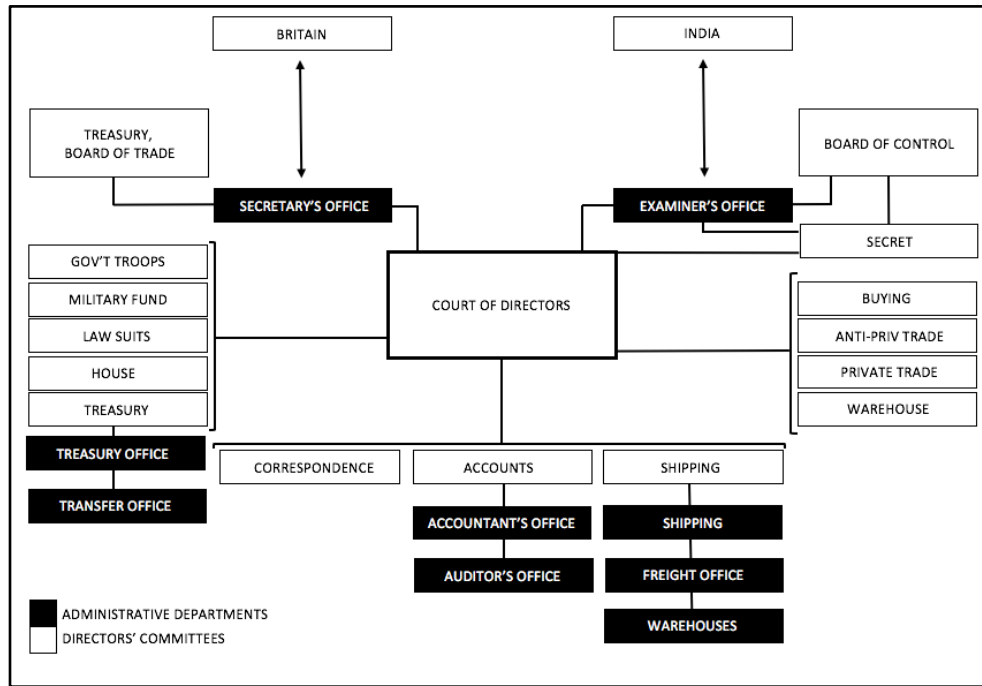 BRITAIN
INDIA
TREASURY,
BOARD OF TRADE
BOARD OF CONTROL
SECRETARY'S OFFICE
EXAMINER'S OFFICE
SECRET
GOV'T TROOPS
MILITARY FUND
LAW SUITS
HOUSE
TREASURY
COURT OF DIRECTORS
BUYING
ANTI-PRIV TRADE
PRIVATE TRADE
WAREHOUSE
TREASURY OFFICE
TRANSFER OFFICE
CORRESPONDENCE
ACCOUNTS
SHIPPING
ACCOUNTANT'S OFFICE
SHIPPING
AUDITOR'S OFFICE
FREIGHT OFFICE
WAREHOUSES
ADMINISTRATIVE DEPARTMENTS
DIRECTORS' COMMITTEES